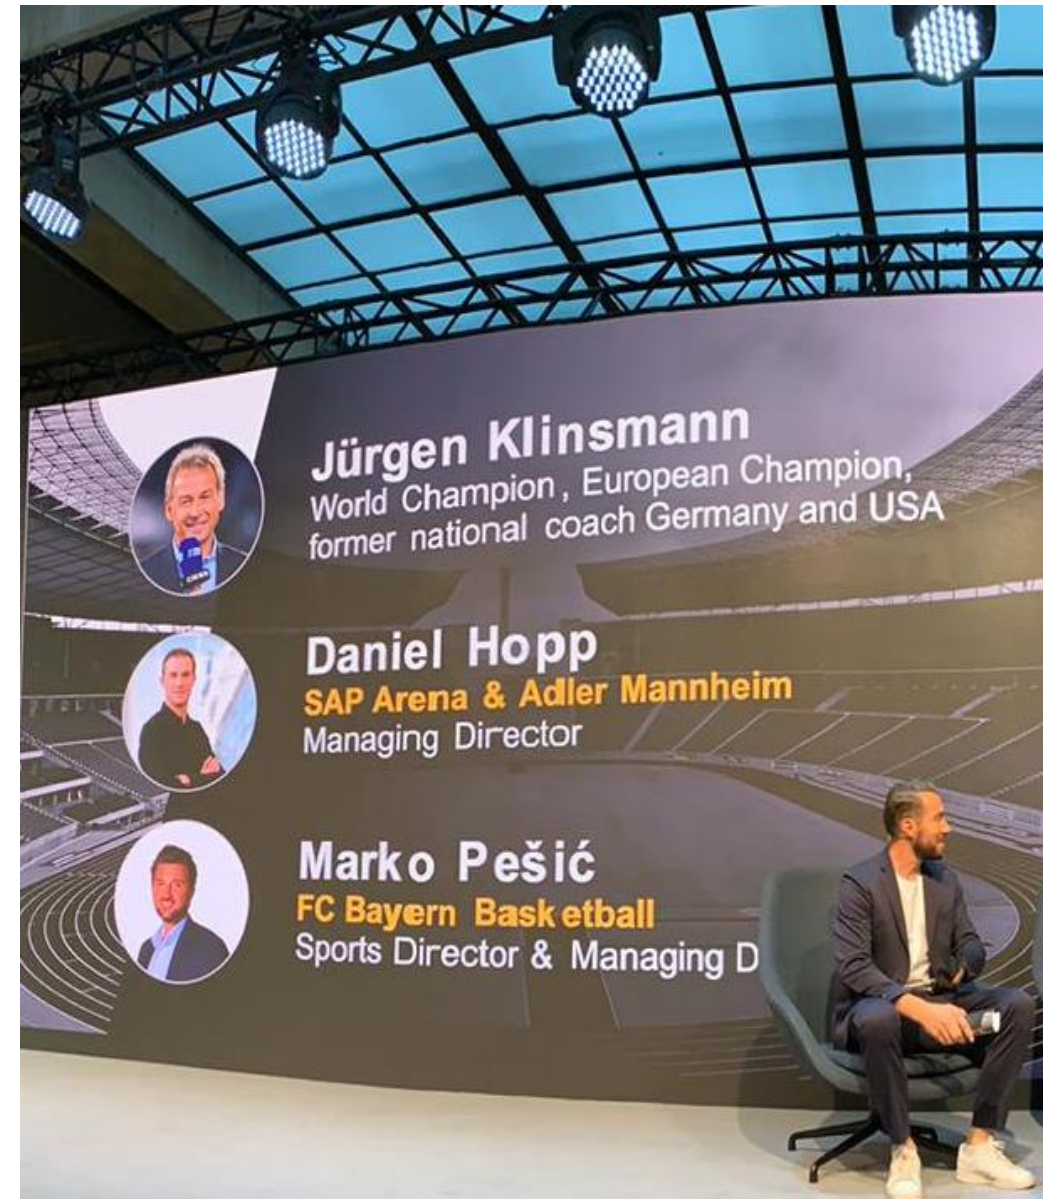 Jürgen Klinsmann
World Champion, European Champion,
former national coach Germany and USA
Daniel Hopp
SAP Arena & Adler Mannheim
Managing Director
Marko Pešić
FC Bayern Basketball
Sports Director & Managing D